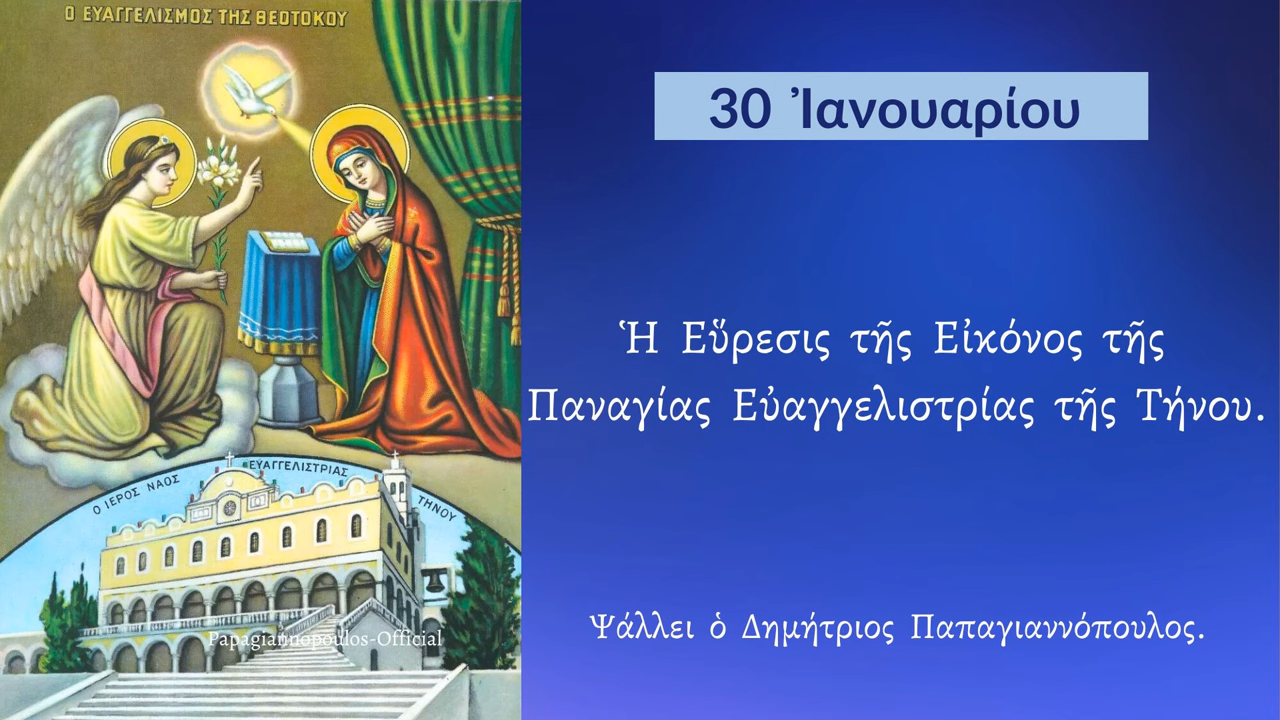 Ο ΕΥΑΓΓΕΛΙΣΜΟΣ ΤΗΣ ΘΕΟΤΟΚΟΥ
Ο ΙΕΡΟΣ ΝΑΟΣ ΕΥΑΓΓΕΛΙΣΤΡΙΑΣ ΤΗΝΟΥ
Papagiannopoulos-Official
30 Ἰανουαρίου
Ἡ Εὕρεσις τῆς Εἰκόνος τῆς
Παναγίας Εὐαγγελιστρίας τῆς Τήνου.
Ψάλλει ὁ Δημήτριος Παπαγιαννόπουλος.